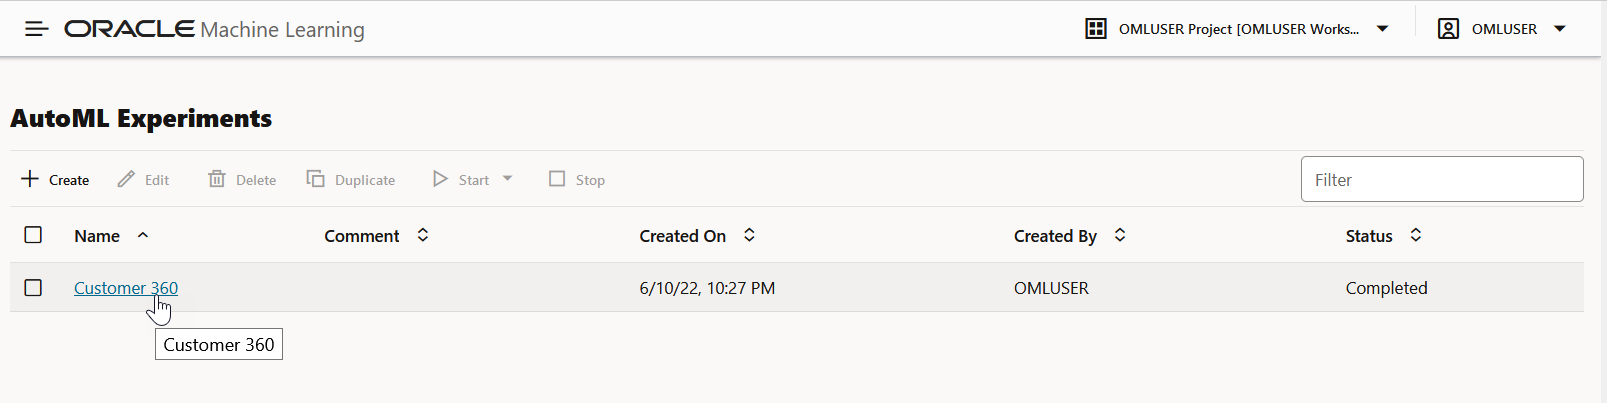 ORACLE Machine Learning OMLUSER Project [OMLUSER Works... OMLUSER
AutoML Experiments
Create Edit Delete Duplicate Start Stop Filter
Name Comment Created On Created By Status
Customer 360 6/10/22, 10:27 PM OMLUSER Completed
Customer 360